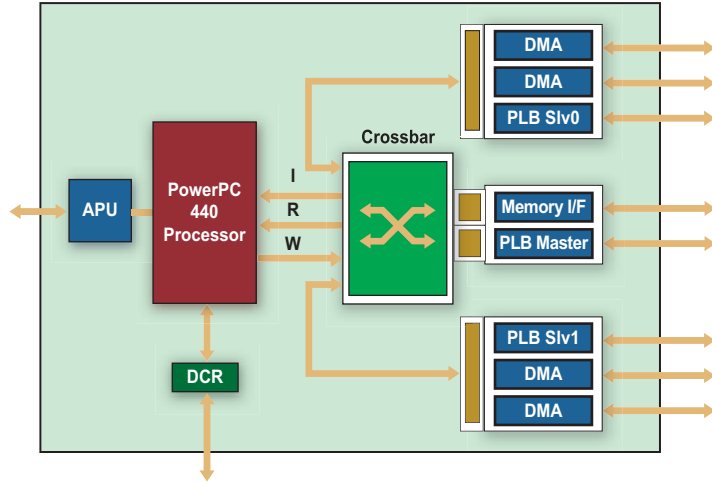 DMA
DMA
PLB Slv0
Crossbar
I
R
W
PowerPC
440
Processor
APU
Memory I/F
PLB Master
DCR
PLB Slv1
DMA
DMA